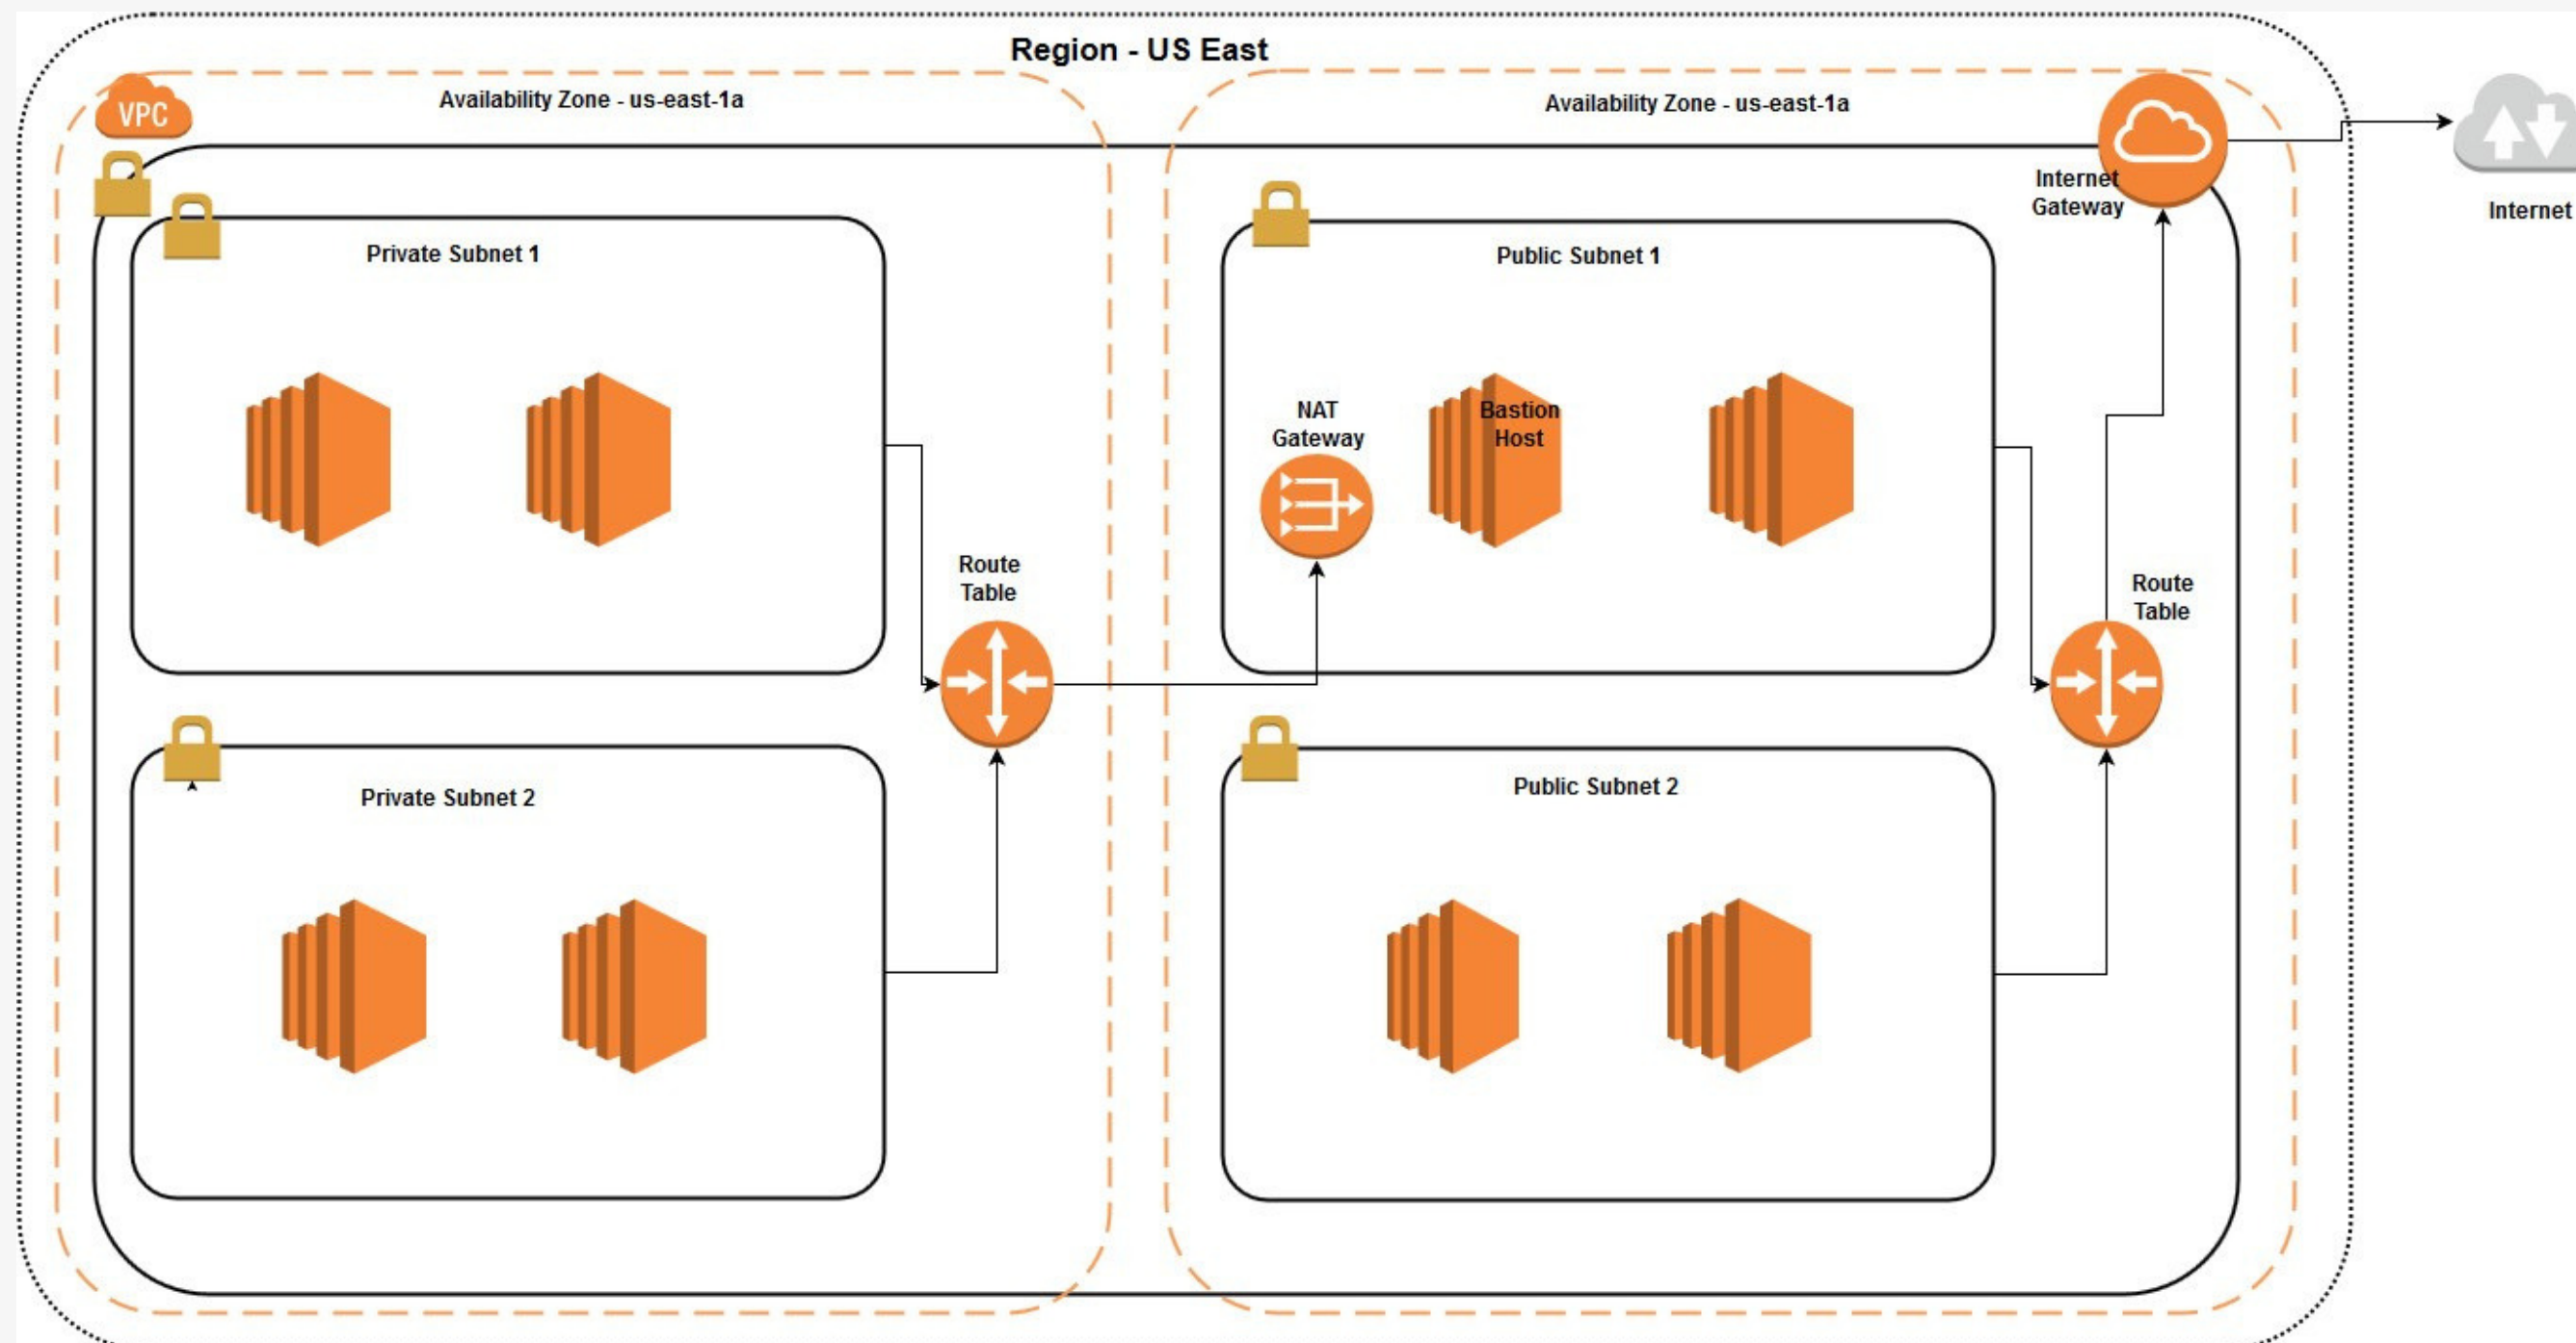 Region - US East
VPC
Availability Zone - us-east-1a
Availability Zone - us-east-1a
Internet
Gateway
Internet
Private Subnet 1
Public Subnet 1
NAT
Gateway
Bastion
Host
Route
Table
Route
Table
Private Subnet 2
Public Subnet 2